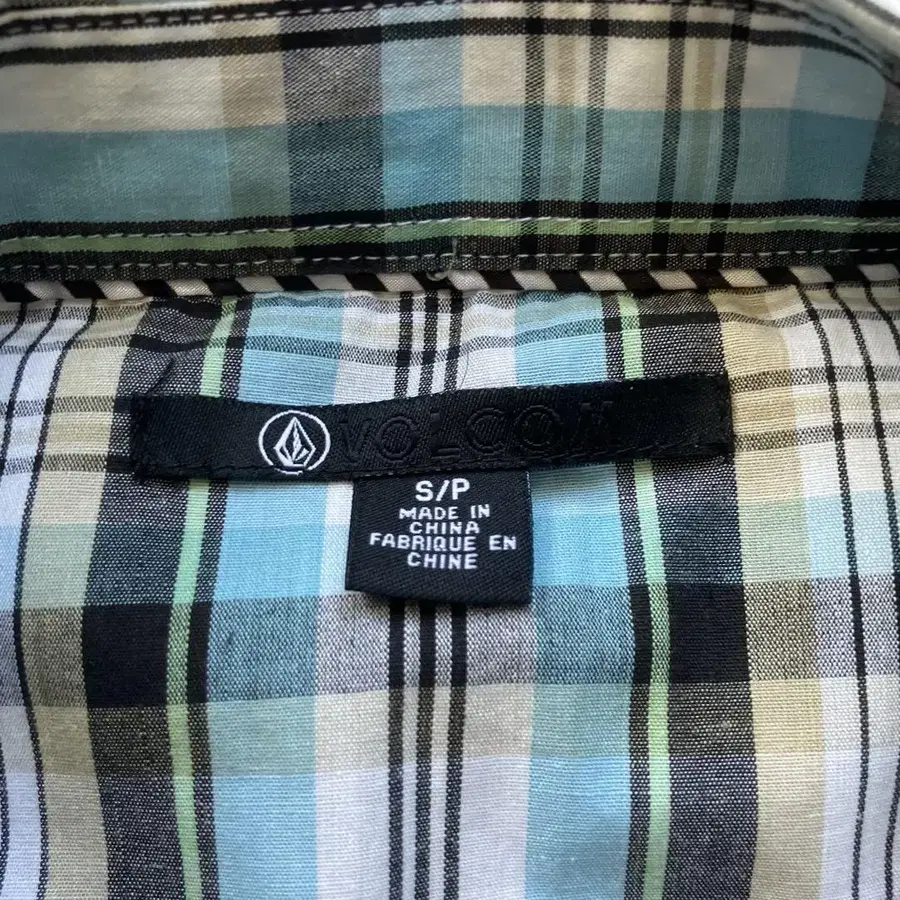 VOLCOM
S/P
MADE IN
CHINA
FABRIQUE EN
CHINE